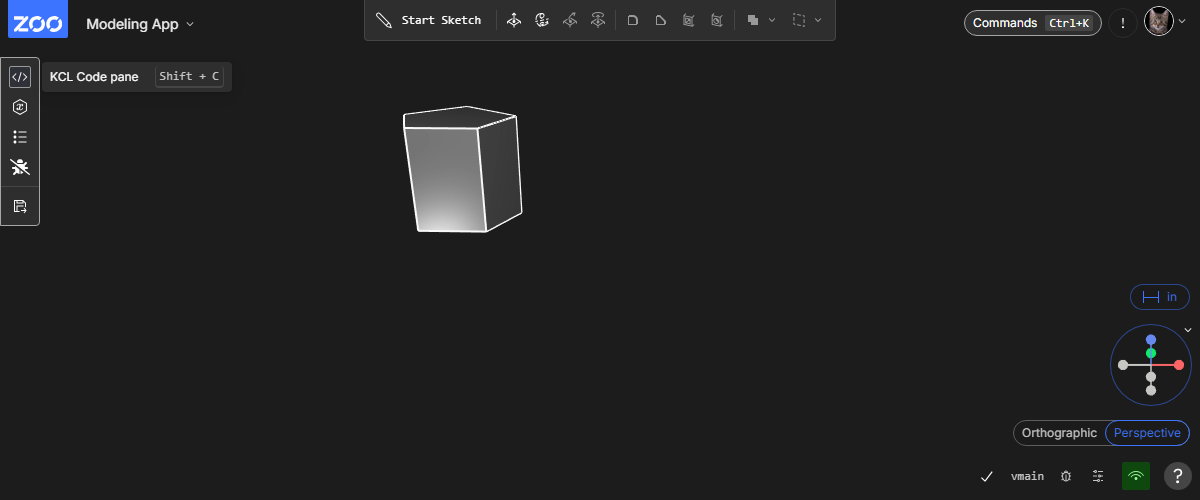 ZOO
Modeling App
Start Sketch
Commands Ctrl+K
!
KCL Code pane Shift + C
in
Orthographic Perspective
vmain
?